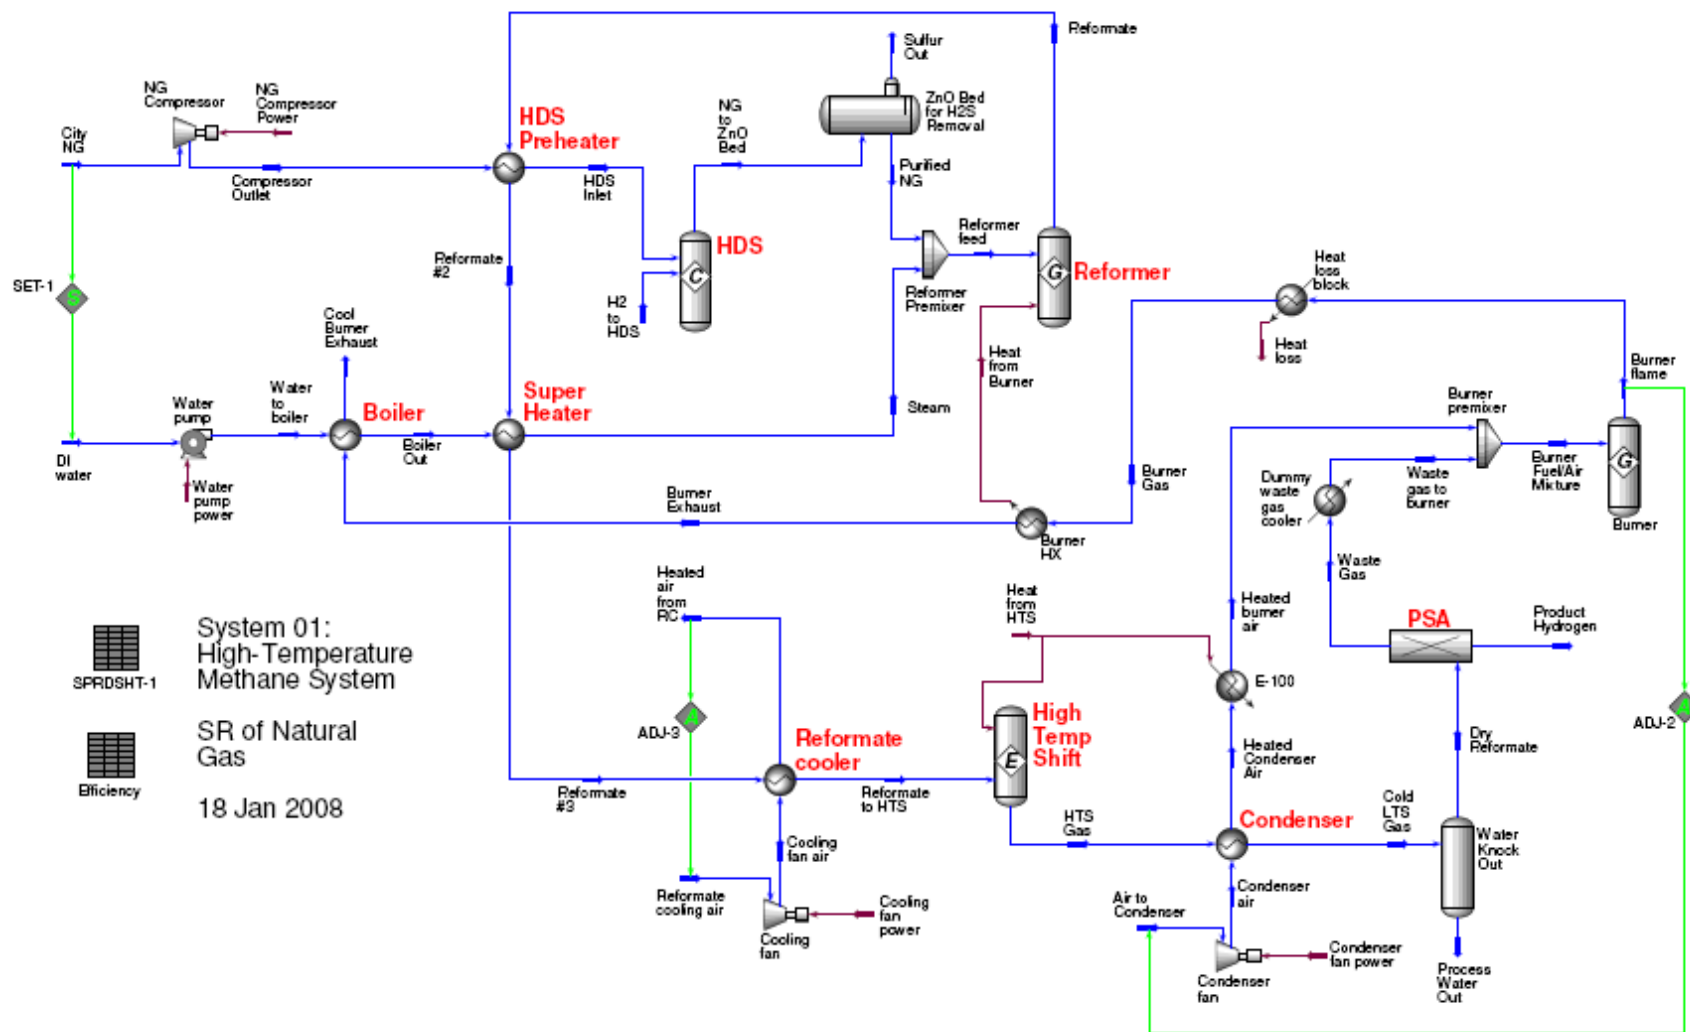 Reformate
Sulfur
Out
NG
Compressor
NG
Compressor
Power
City
NG
Compressor
Outlet
HDS
Preheater
HDS
Inlet
NG
to
ZnO
Bed
ZnO Bed
for H2S
Removal
Purified
NG
HDS
C
H2
to
HDS
Reformate
#2
Reformer
feed
Reformer
Premixer
G
Reformer
Heat
from
Burner
Heat
loss
block
Heat
loss
SET-1
S
Cool
Burner
Exhaust
DI
water
Water
pump
Water
pump
power
Water
to
boiler
Boiler
Boiler
Out
Super
Heater
Steam
Burner
Exhaust
Burner
HX
Burner
Gas
Burner
flame
Burner
premixer
Burner
Fuel/Air
Mixture
G
Burner
Dummy
waste
gas
cooler
Waste
gas to
burner
Waste
Gas
Heated
air
from
RC
Heat
from
HTS
Heated
burner
air
E-100
PSA
Product
Hydrogen
SPRDSHT-1
Efficiency
System 01:
High-Temperature
Methane System
SR of Natural
Gas
18 Jan 2008
ADJ-3
A
Reformate
cooler
Reformate
#3
Reformate
to HTS
High
Temp
Shift
E
HTS
Gas
Heated
Condenser
Air
Condenser
Cold
LTS
Gas
Dry
Reformate
Water
Knock
Out
ADJ-2
A
Cooling
fan air
Reformate
cooling air
Cooling
fan
Cooling
fan
power
Air to
Condenser
Condenser
air
Condenser
fan
Condenser
fan power
Process
Water
Out